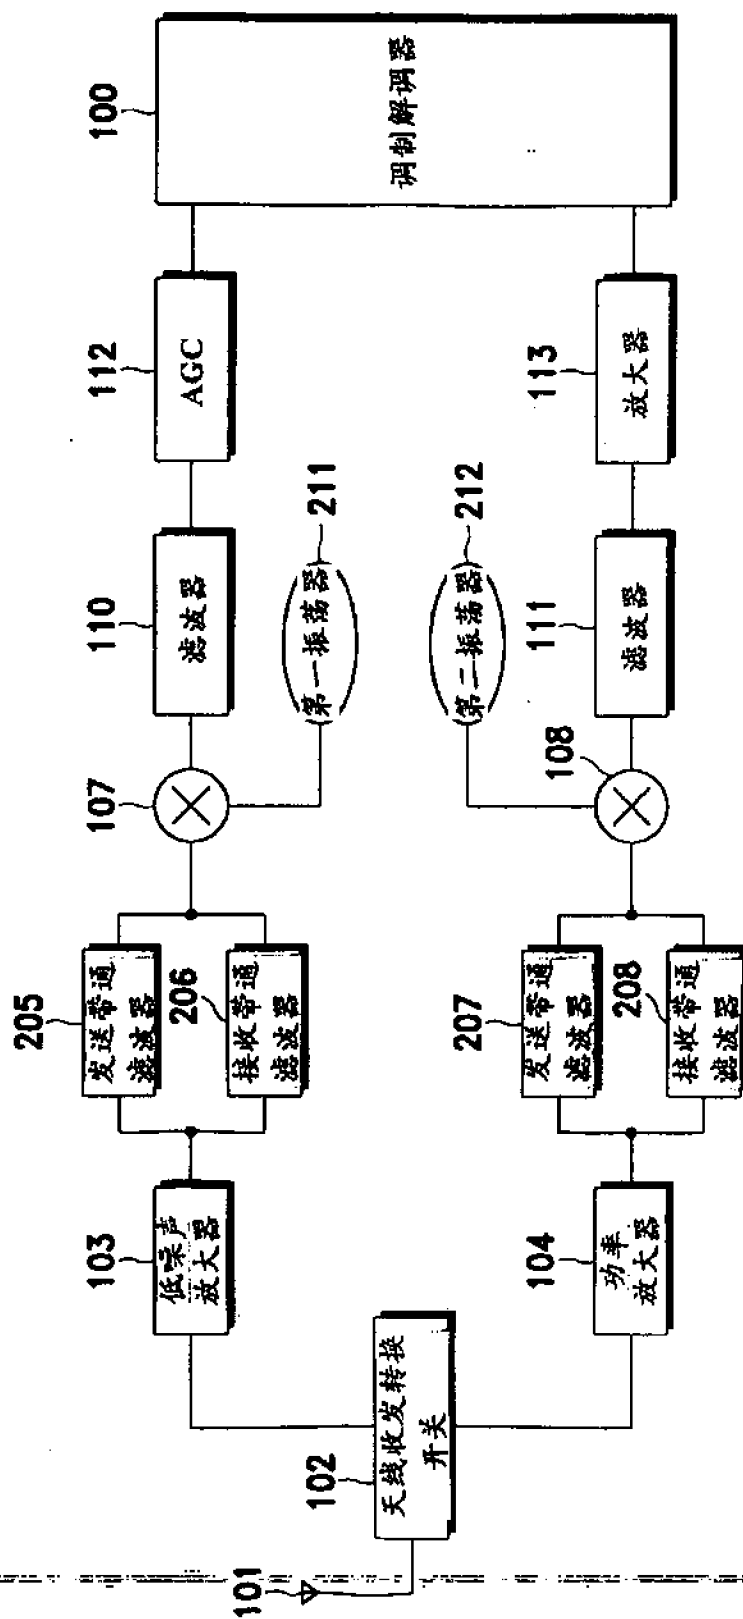 101
102
天线收发转换
开关
103
低噪声
放大器
205
发送带通
滤波器
206
接收带通
滤波器
107
110
滤波器
112
AGC
第一振荡器
211
100
调制解调器
104
功率
放大器
207
发送带通
滤波器
208
接收带通
滤波器
108
第二振荡器
212
111
滤波器
113
放大器